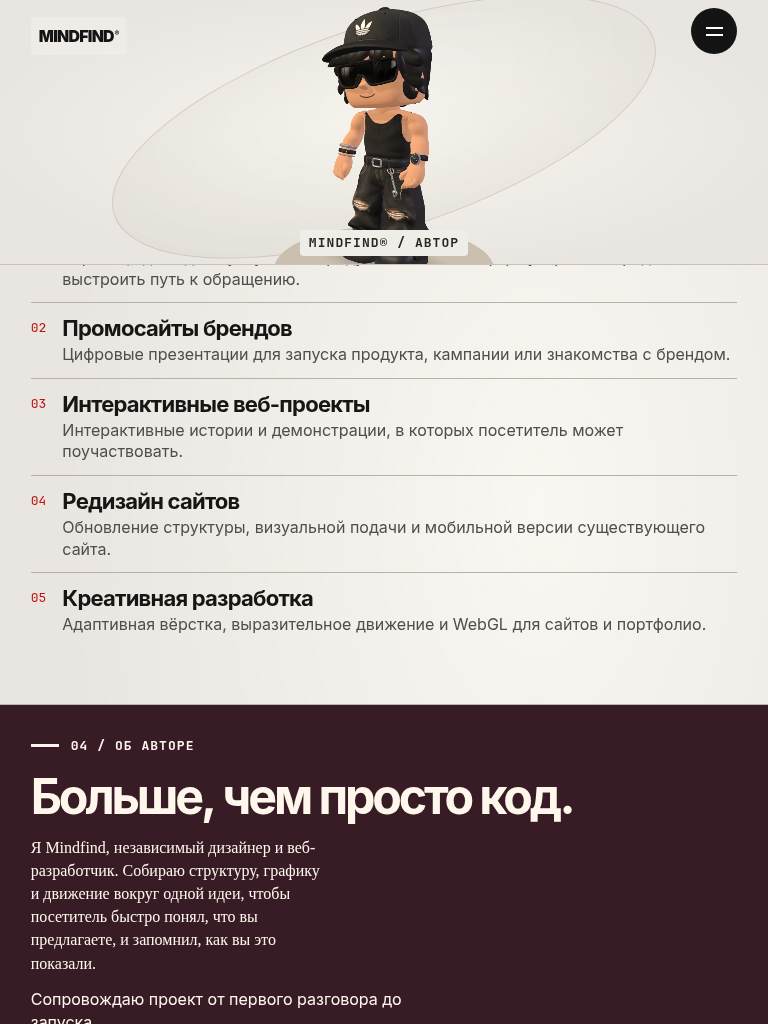 MINDFIND®
MINDFIND® / АВТОР
выстроить путь к обращению.
02
Промосайты брендов
Цифровые презентации для запуска продукта, кампании или знакомства с брендом.
03
Интерактивные веб-проекты
Интерактивные истории и демонстрации, в которых посетитель может
поучаствовать.
04
Редизайн сайтов
Обновление структуры, визуальной подачи и мобильной версии существующего
сайта.
05
Креативная разработка
Адаптивная вёрстка, выразительное движение и WebGL для сайтов и портфолио.
04 / ОБ АВТОРЕ
Больше, чем просто код.
Я Mindfind, независимый дизайнер и веб-
разработчик. Собираю структуру, графику
и движение вокруг одной идеи, чтобы
посетитель быстро понял, что вы
предлагаете, и запомнил, как вы это
показали.
Сопровождаю проект от первого разговора до
запуска